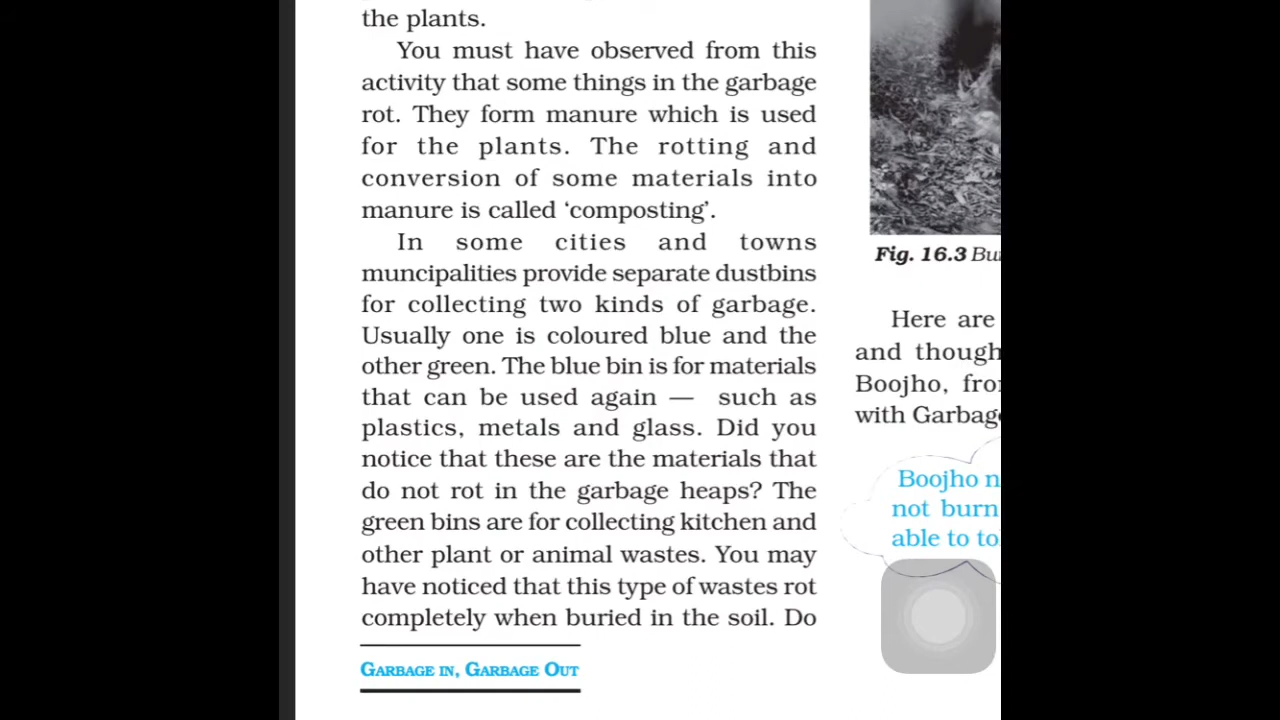 the plants.
You must have observed from this
activity that some things in the garbage
rot. They form manure which is used
for the plants. The rotting and
conversion of some materials into
manure is called ‘composting’.
In some cities and towns
muncipalities provide separate dustbins
for collecting two kinds of garbage.
Usually one is coloured blue and the
other green. The blue bin is for materials
that can be used again — such as
plastics, metals and glass. Did you
notice that these are the materials that
do not rot in the garbage heaps? The
green bins are for collecting kitchen and
other plant or animal wastes. You may
have noticed that this type of wastes rot
completely when buried in the soil. Do
GARBAGE IN, GARBAGE OUT
Fig. 16.3
Here are
and
Boojho,
with
Boojho
not burn
able to